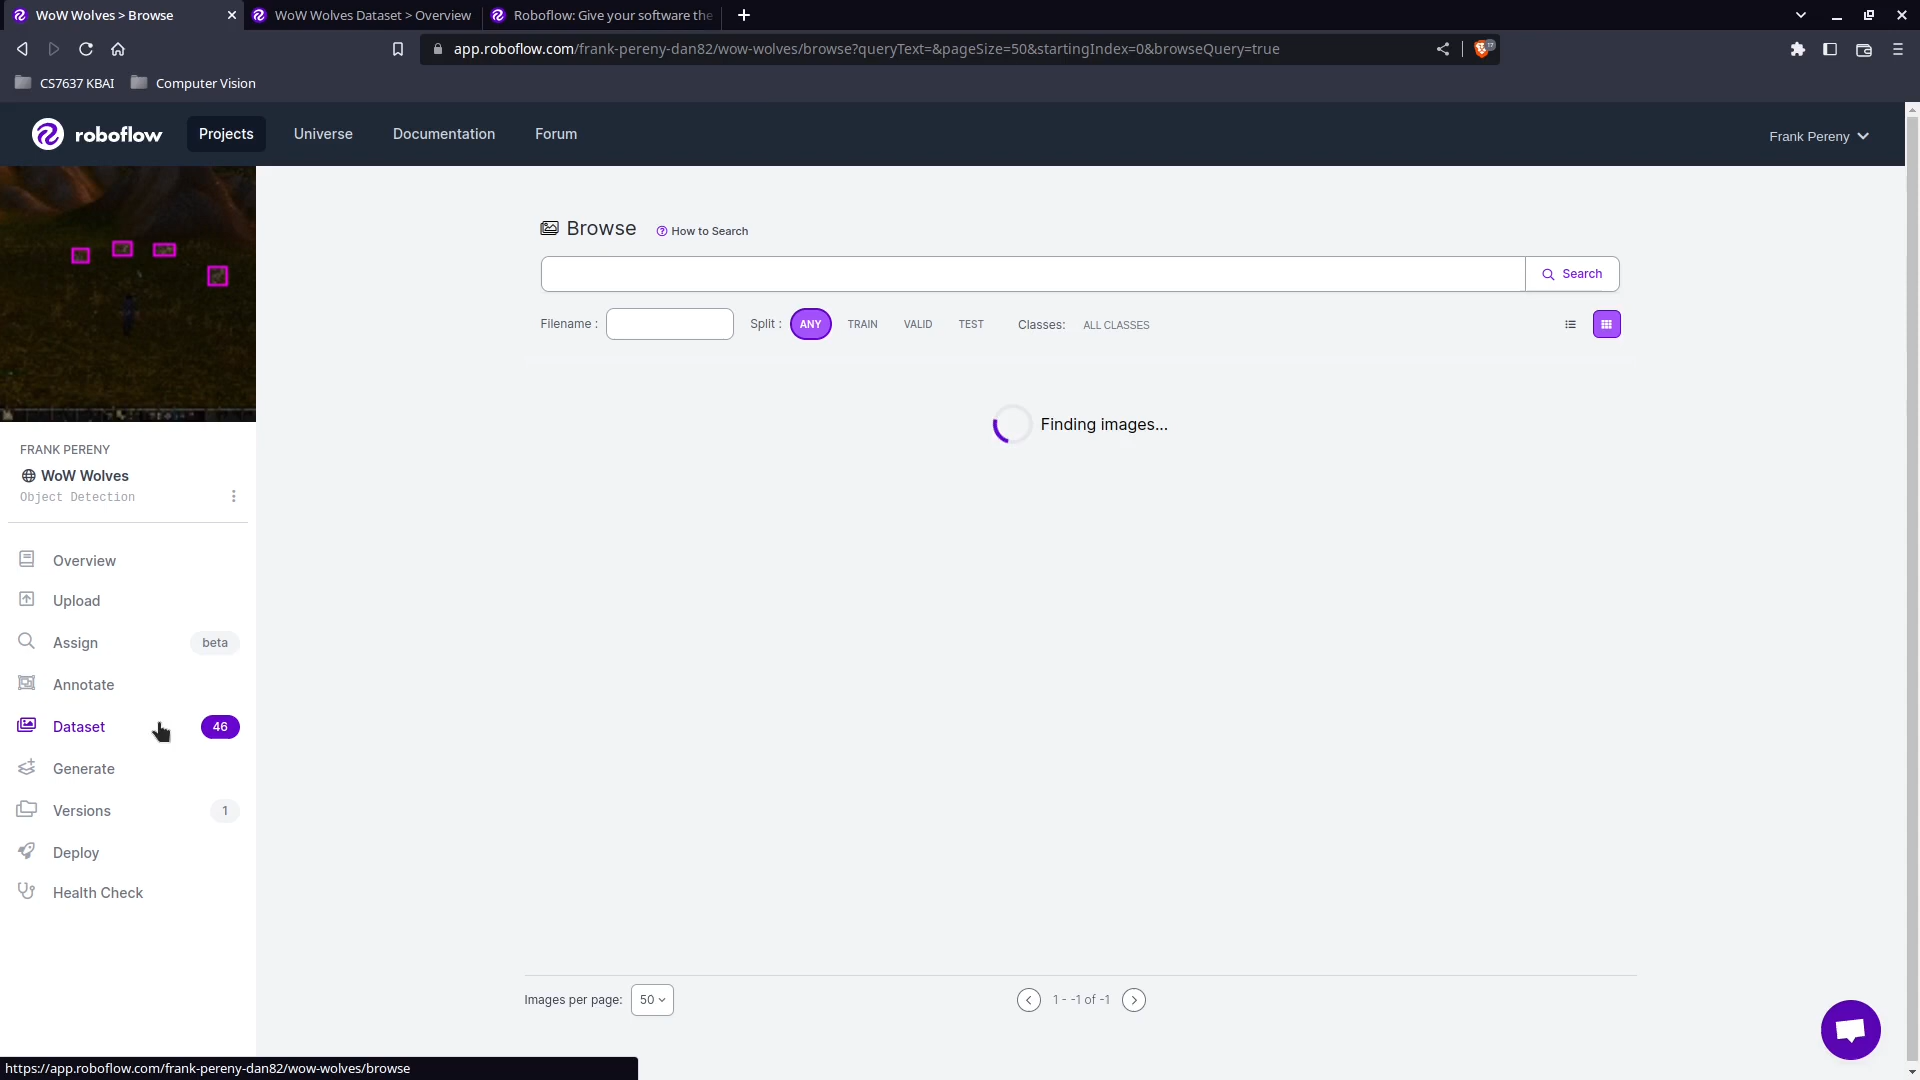 WoW Wolves > Browse
WoW Wolves Dataset > Overview
Roboflow: Give your software the
app.roboflow.com/frank-pereny-dan82/wow-wolves/browse?queryText=&pageSize=50&startingIndex=0&browseQuery=true
17
CS7637 KBAI
Computer Vision
roboflow
Projects
Universe
Documentation
Forum
Frank Pereny
Browse
How to Search
Search
Filename :
Split :
ANY
TRAIN
VALID
TEST
Classes:
ALL CLASSES
Finding images...
FRANK PERENY
WoW Wolves
Object Detection
Overview
Upload
Assign
beta
Annotate
Dataset
46
Generate
Versions
1
Deploy
Health Check
Images per page:
50
1 - -1 of -1
https://app.roboflow.com/frank-pereny-dan82/wow-wolves/browse